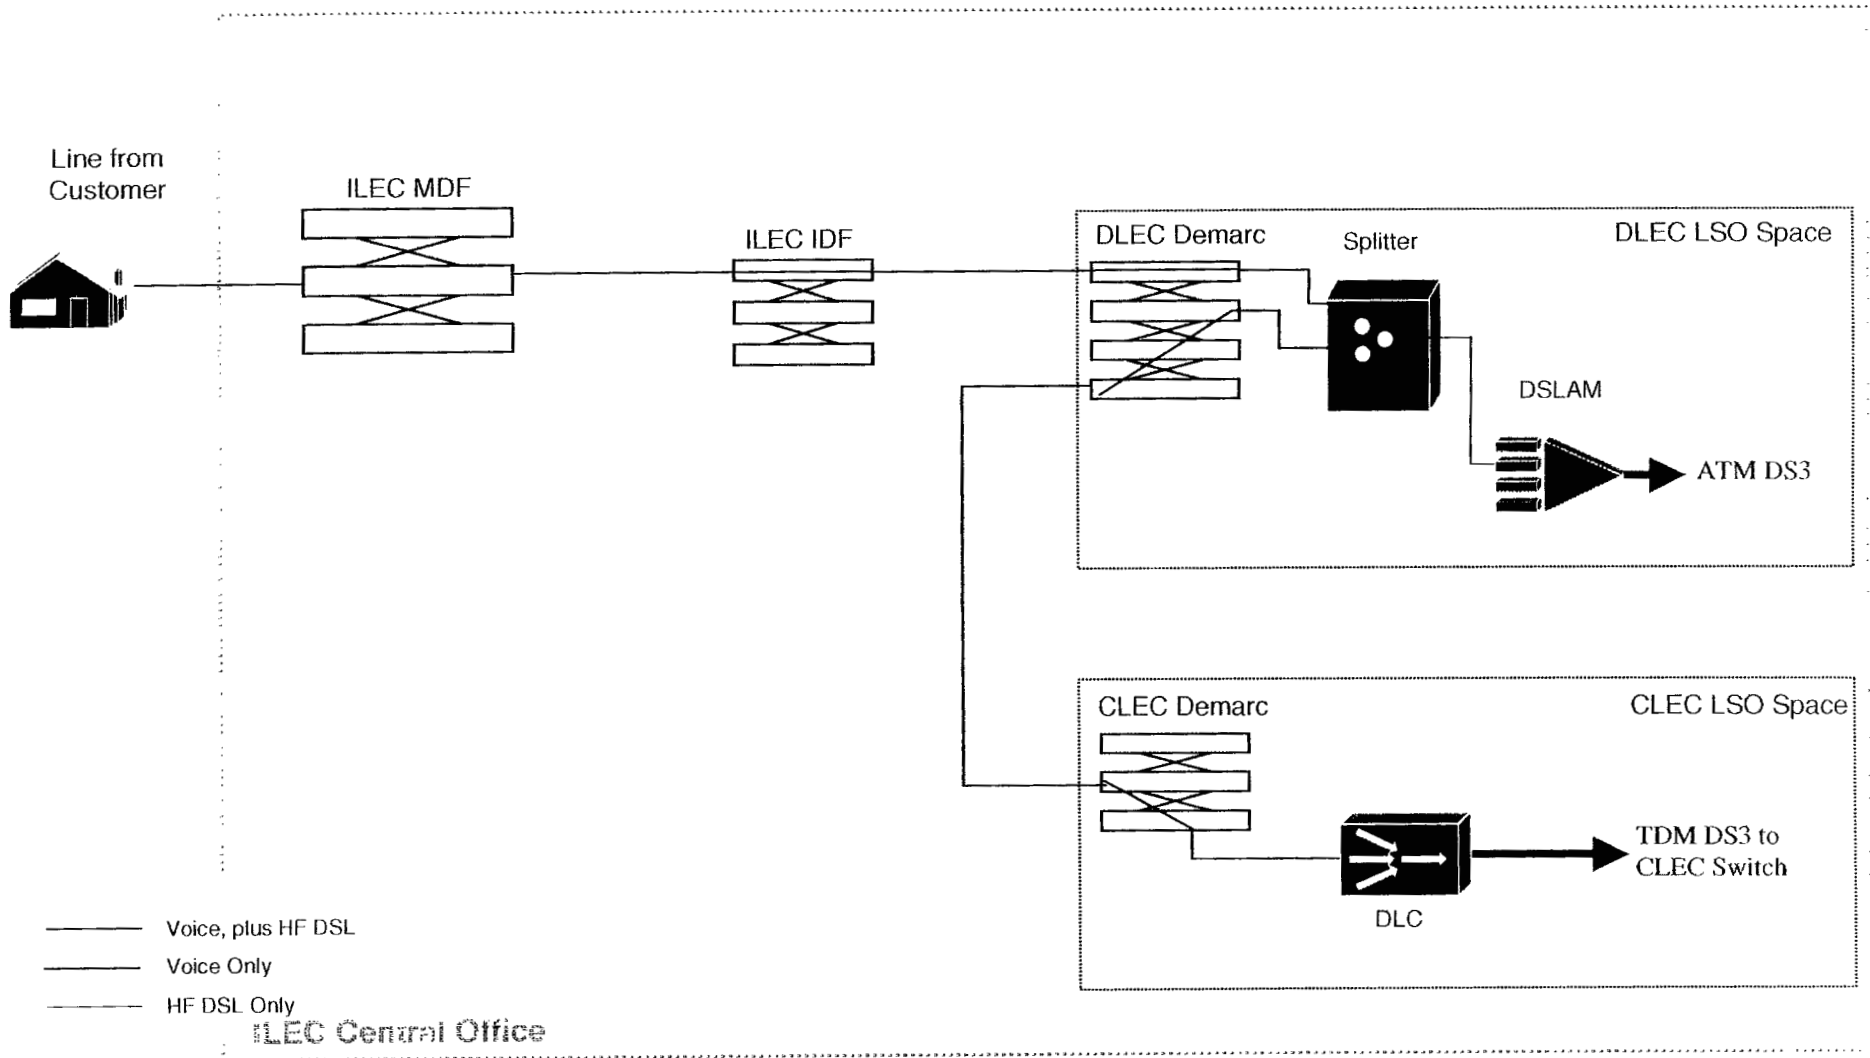 Line from
Customer
ILEC MDF
ILEC IDF
DLEC Demarc
Splitter
DLEC LSO Space
DSLAM
ATM DS3
CLEC Demarc
CLEC LSO Space
TDM DS3 to
CLEC Switch
DLC
Voice, plus HF DSL
Voice Only
HF DSL Only
ILEC Central Office